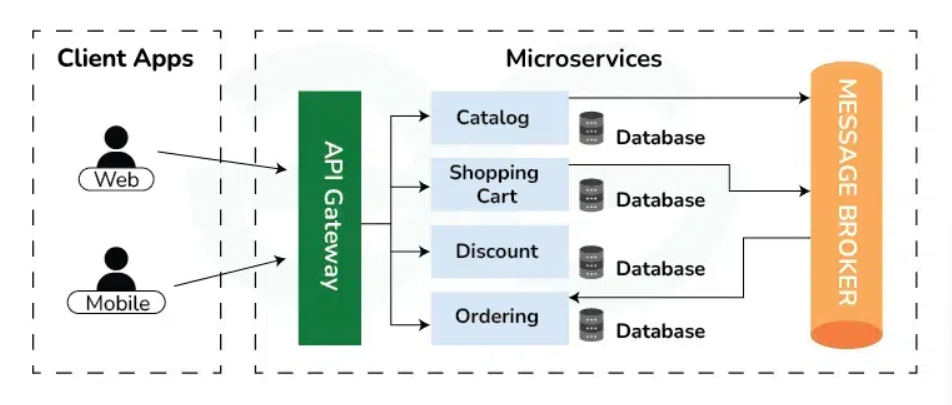 Client Apps
Web
Mobile
Microservices
API Gateway
Catalog
Database
Shopping
Cart
Database
Discount
Database
Ordering
Database
MESSAGE BROKER